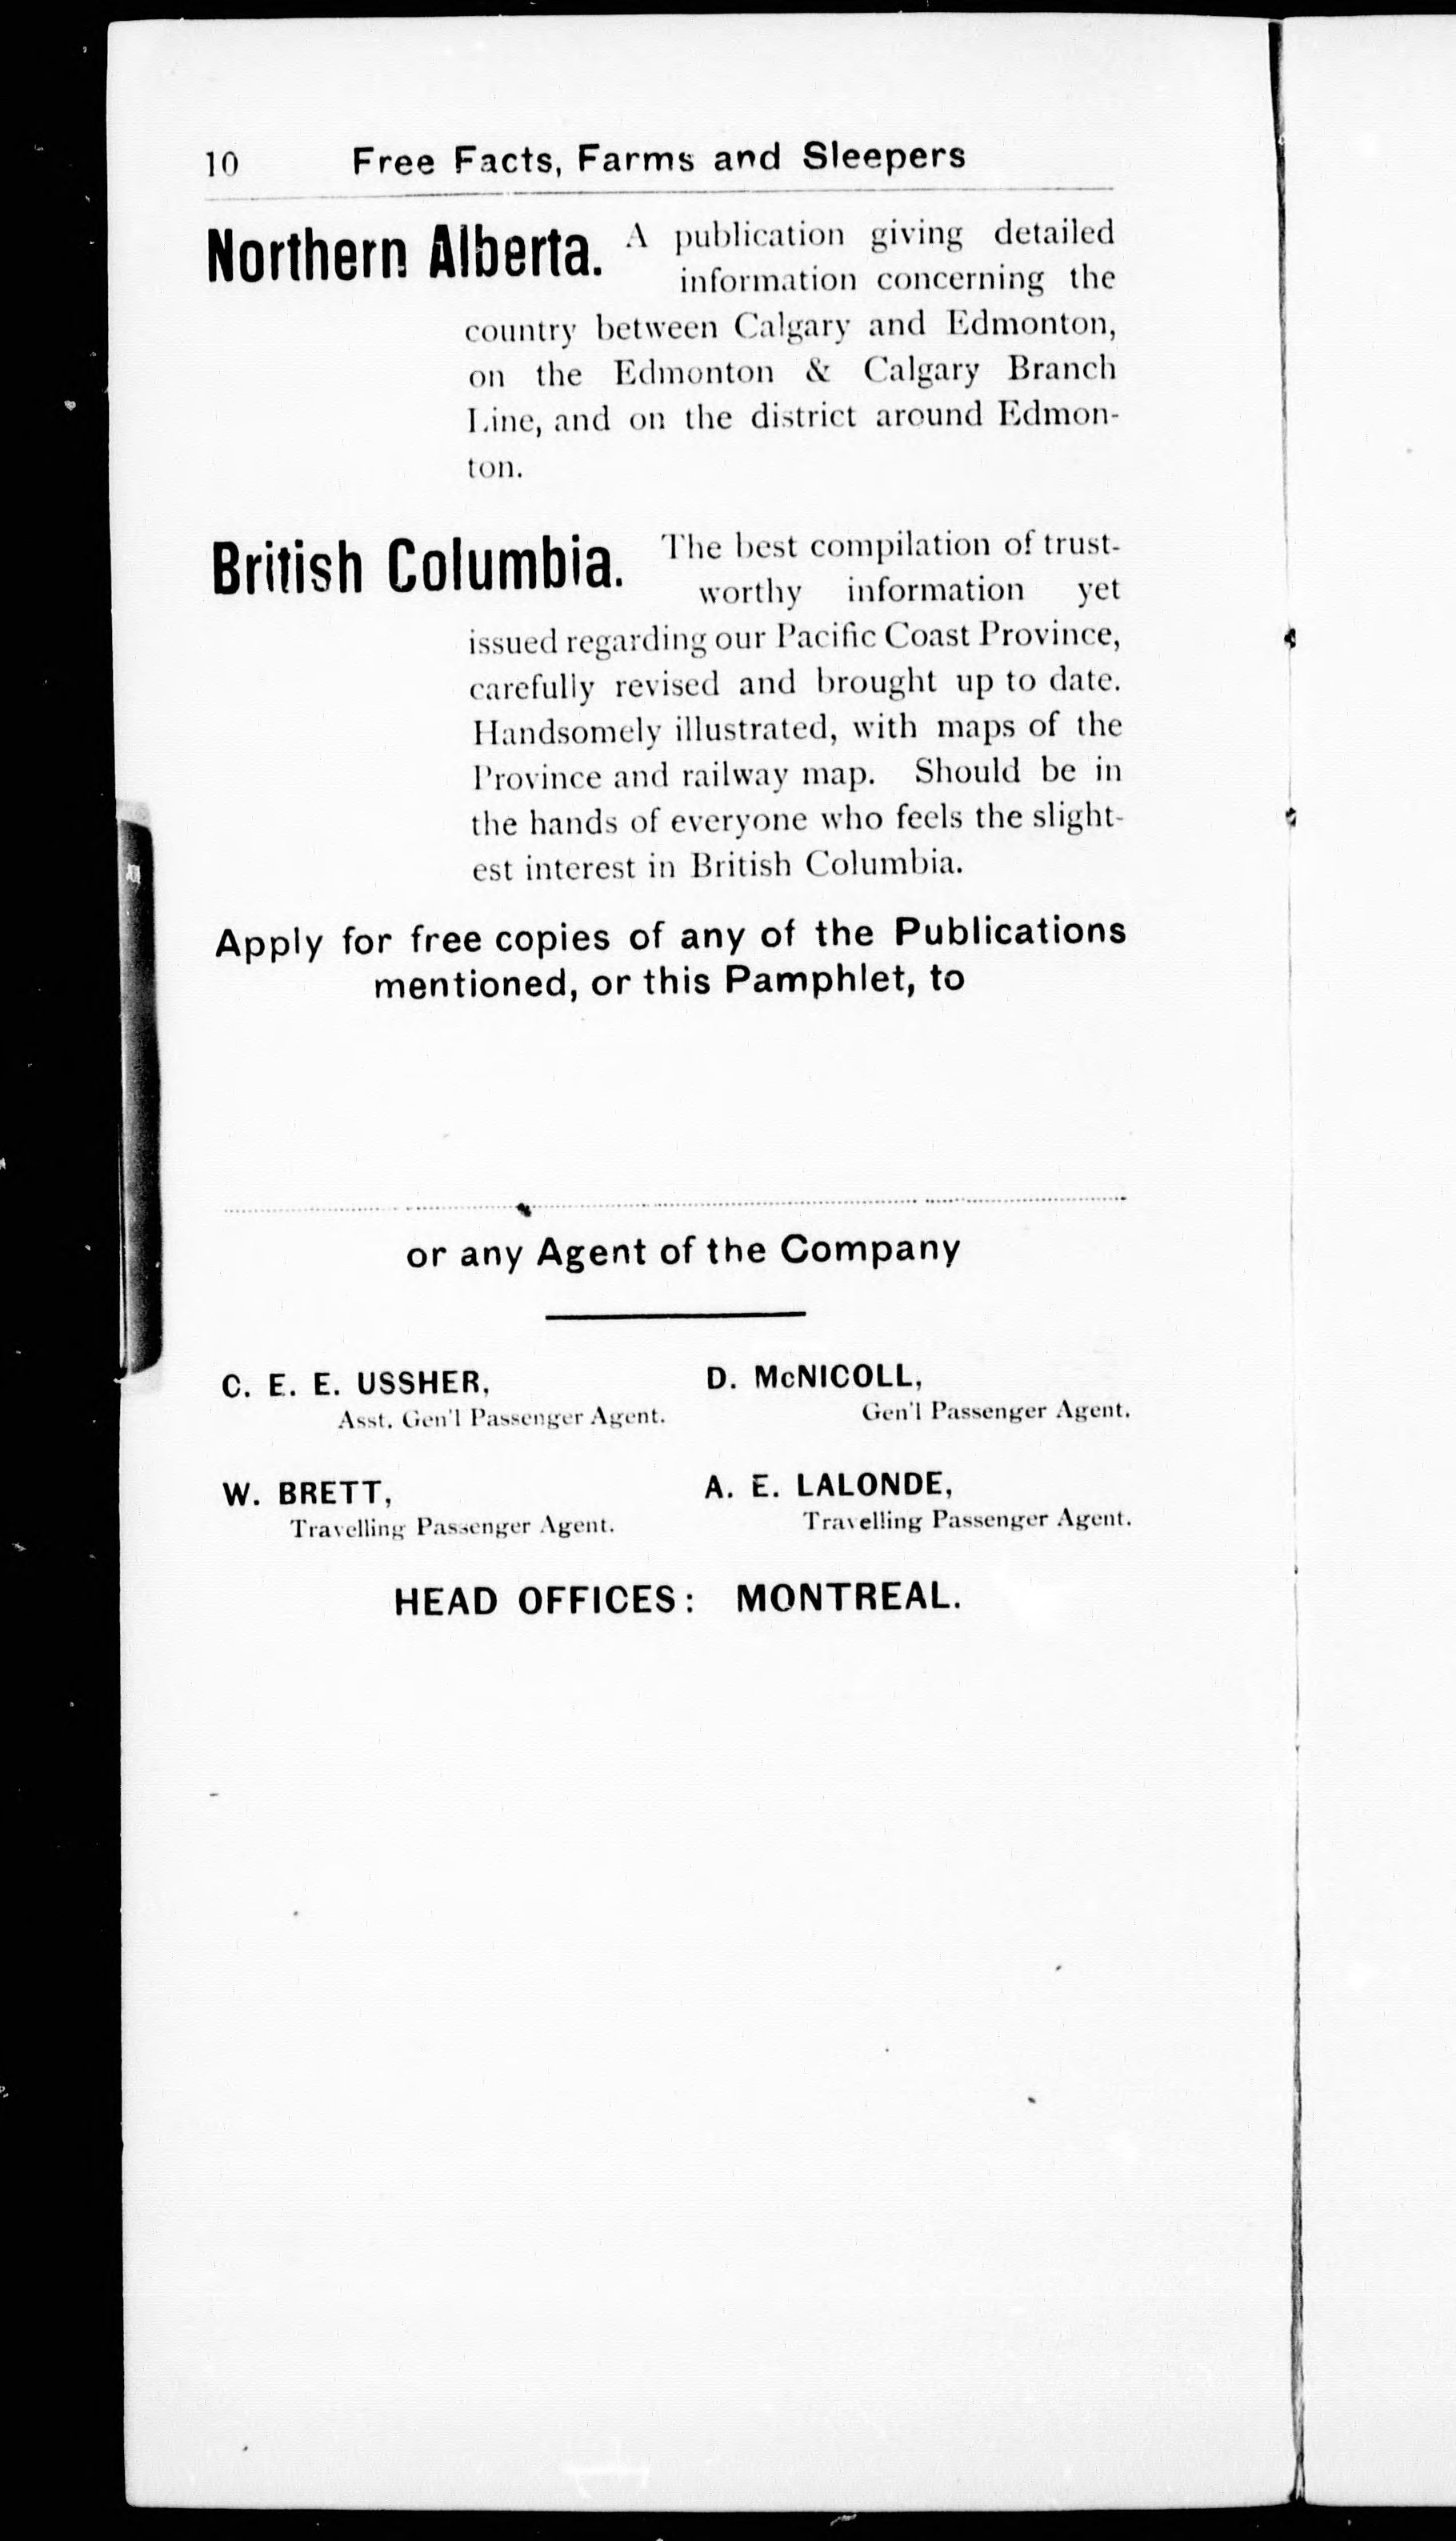 10 Free Facts, Farms and Sleepers
Northern Alberta. A publication giving detailed
information concerning the
country between Calgary and Edmonton,
on the Edmonton & Calgary Branch
Line, and on the district around Edmon-
ton.
British Columbia. The best compilation of trust-
worthy information yet
issued regarding our Pacific Coast Province,
carefully revised and brought up to date.
Handsomely illustrated, with maps of the
Province and railway map. Should be in
the hands of everyone who feels the slight-
est interest in British Columbia.
Apply for free copies of any of the Publications
mentioned, or this Pamphlet, to
or any Agent of the Company
C. E. E. USSHER, D. McNICOLL,
Asst. Gen'l Passenger Agent. Gen'l Passenger Agent.
W. BRETT, A. E. LALONDE,
Travelling Passenger Agent. Travelling Passenger Agent.
HEAD OFFICES: MONTREAL.